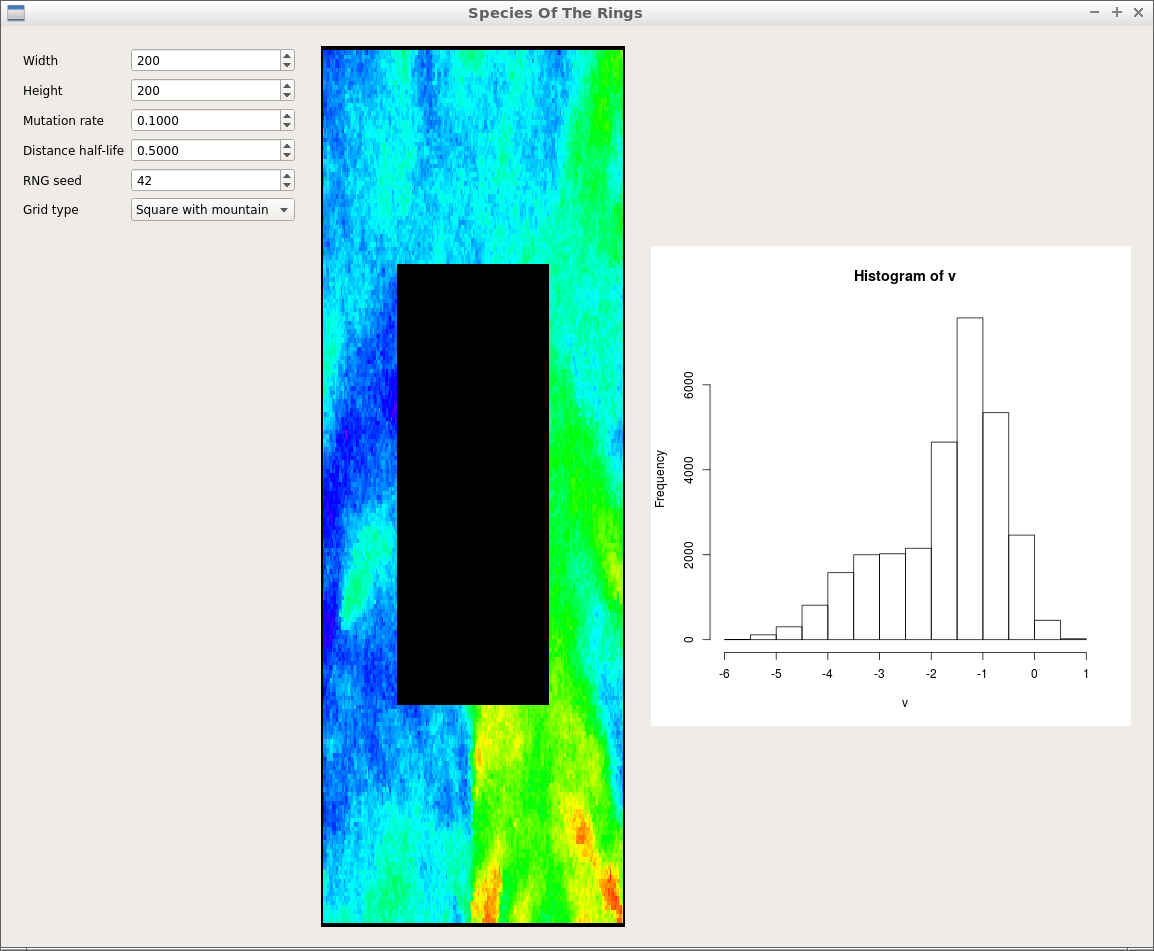 Species Of The Rings
Width 200
Height 200
Mutation rate 0.1000
Distance half-life 0.5000
RNG seed 42
Grid type Square with mountain
Histogram of v
Frequency
6000
4000
2000
0
-6 -5 -4 -3 -2 -1 0 1
v